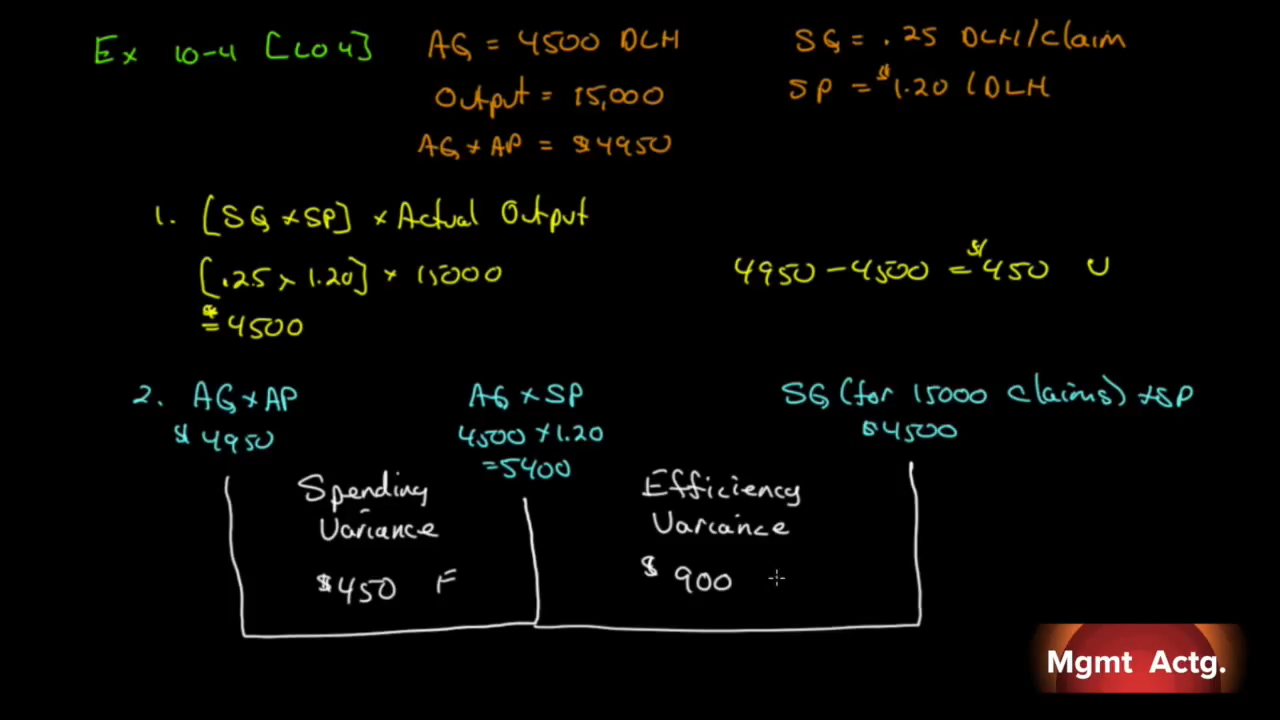 Ex 10-4 [LO4]
AQ = 4500 DLH
SQ = .25 DLH/claim
Output = 15,000
SP = $1.20 / DLH
AQ x AP = $4950
1. [SQ x SP] x Actual Output
[.25 x 1.20] x 15000
4950 - 4500 = $450 U
$
= 4500
2. AQ x AP
AQ x SP
SQ (for 15000 claims) x SP
$4950
4500 x 1.20
$4500
=5400
Spending
Variance
$450 F
Efficiency
Variance
$900
Mgmt Actg.